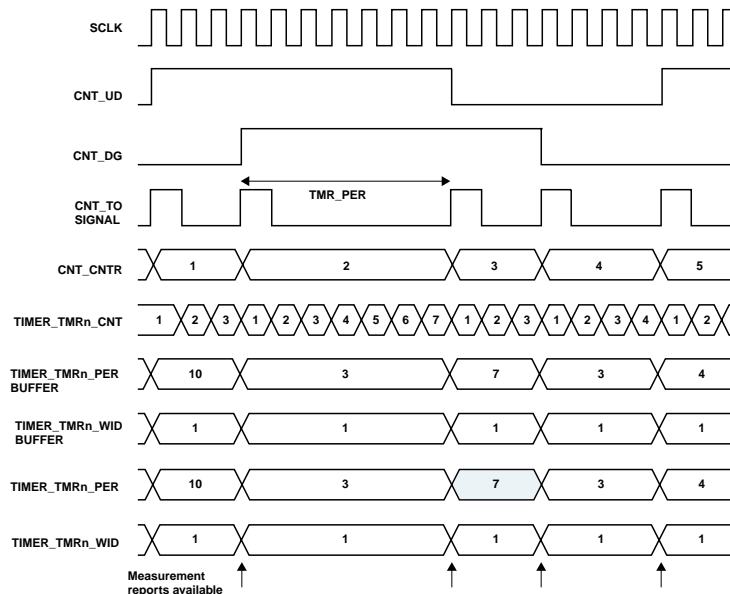 SCLK
CNT_UD
CNT_DG
TMR_PER
CNT_TO
SIGNAL
CNT_CNTR 1 2 3 4 5
TIMER_TMRn_CNT 1 2 3 1 2 3 4 5 6 7 1 2 3 1 2 3 4 1 2
TIMER_TMRn_PER
BUFFER
10 3 7 3 4
TIMER_TMRn_WID
BUFFER
1 1 1 1 1
TIMER_TMRn_PER 10 3 7 3 4
TIMER_TMRn_WID 1 1 1 1 1
Measurement
reports available